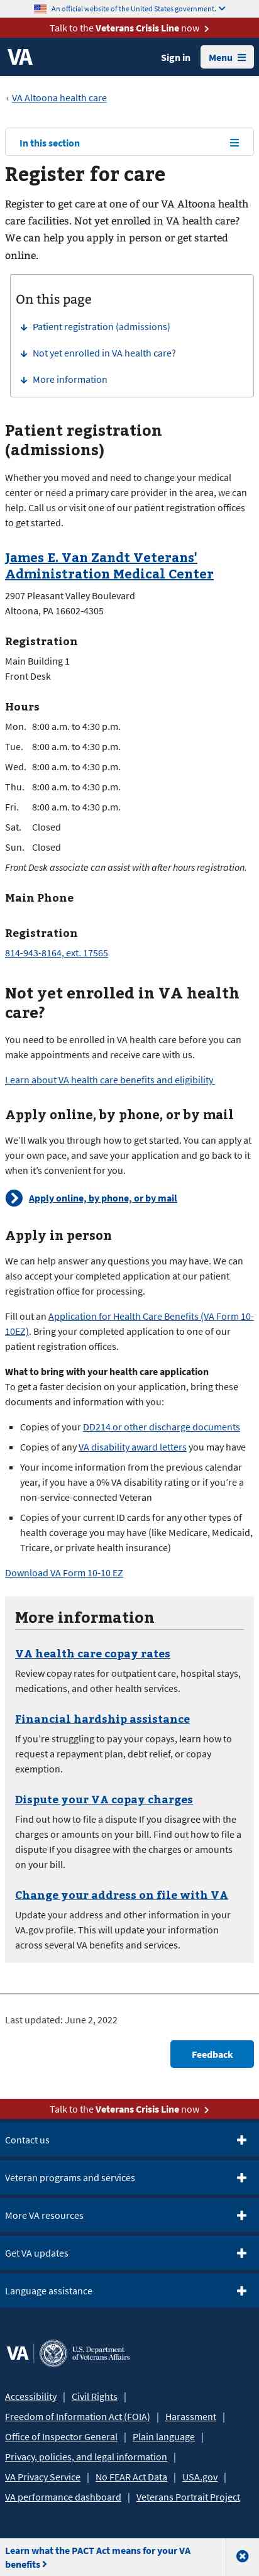 An official website of the United States government.
Talk to the Veterans Crisis Line now
VA
Sign in
Menu
‹ VA Altoona health care
In this section
Register for care
Register to get care at one of our VA Altoona health
care facilities. Not yet enrolled in VA health care?
We can help you apply in person or get started
online.
On this page
Patient registration (admissions)
Not yet enrolled in VA health care?
More information
Patient registration
(admissions)
Whether you moved and need to change your medical
center or need a primary care provider in the area, we can
help. Call us or visit one of our patient registration offices
to get started.
James E. Van Zandt Veterans'
Administration Medical Center
2907 Pleasant Valley Boulevard
Altoona, PA 16602-4305
Registration
Main Building 1
Front Desk
Hours
Mon. 8:00 a.m. to 4:30 p.m.
Tue. 8:00 a.m. to 4:30 p.m.
Wed. 8:00 a.m. to 4:30 p.m.
Thu. 8:00 a.m. to 4:30 p.m.
Fri. 8:00 a.m. to 4:30 p.m.
Sat. Closed
Sun. Closed
Front Desk associate can assist with after hours registration.
Main Phone
Registration
814-943-8164, ext. 17565
Not yet enrolled in VA health
care?
You need to be enrolled in VA health care before you can
make appointments and receive care with us.
Learn about VA health care benefits and eligibility
Apply online, by phone, or by mail
We’ll walk you through how to get started. You can apply at
your own pace, and save your application and go back to it
when it’s convenient for you.
Apply online, by phone, or by mail
Apply in person
We can help answer any questions you may have. We can
also accept your completed application at our patient
registration office for processing.
Fill out an Application for Health Care Benefits (VA Form 10-
10EZ). Bring your completed application to one of our
patient registration offices.
What to bring with your health care application
To get a faster decision on your application, bring these
documents and information with you:
Copies of your DD214 or other discharge documents
Copies of any VA disability award letters you may have
Your income information from the previous calendar
year, if you have a 0% VA disability rating or if you’re a
non-service-connected Veteran
Copies of your current ID cards for any other types of
health coverage you may have (like Medicare, Medicaid,
Tricare, or private health insurance)
Download VA Form 10-10 EZ
More information
VA health care copay rates
Review rates for outpatient care, hospital stays,
medications, and other health services.
Financial hardship assistance
If you’re struggling to pay your copays, learn how to
request a repayment plan, debt relief, or copay
exemption.
Dispute your VA copay charges
Find out how to file a dispute If you disagree with the
charges or amounts on your bill. Find out how to file a
dispute If you disagree with the charges or amounts
on your bill.
Change your address on file with VA
Update your address and other information in your
VA.gov profile. This will update your information
across several VA benefits and services.
Last updated: June 2, 2022
Feedback
Talk to the Veterans Crisis Line now
Contact us
Veteran programs and services
More VA resources
Get VA updates
Language assistance
VA | U.S. Department
of Veterans Affairs
Accessibility | Civil Rights |
Freedom of Information Act (FOIA) | Harassment |
Office of Inspector General | Plain language |
Privacy, policies, and legal information |
VA Privacy Service | No FEAR Act Data | USA.gov |
VA performance dashboard | Veterans Portrait Project
Learn what the PACT Act means for your VA
benefits